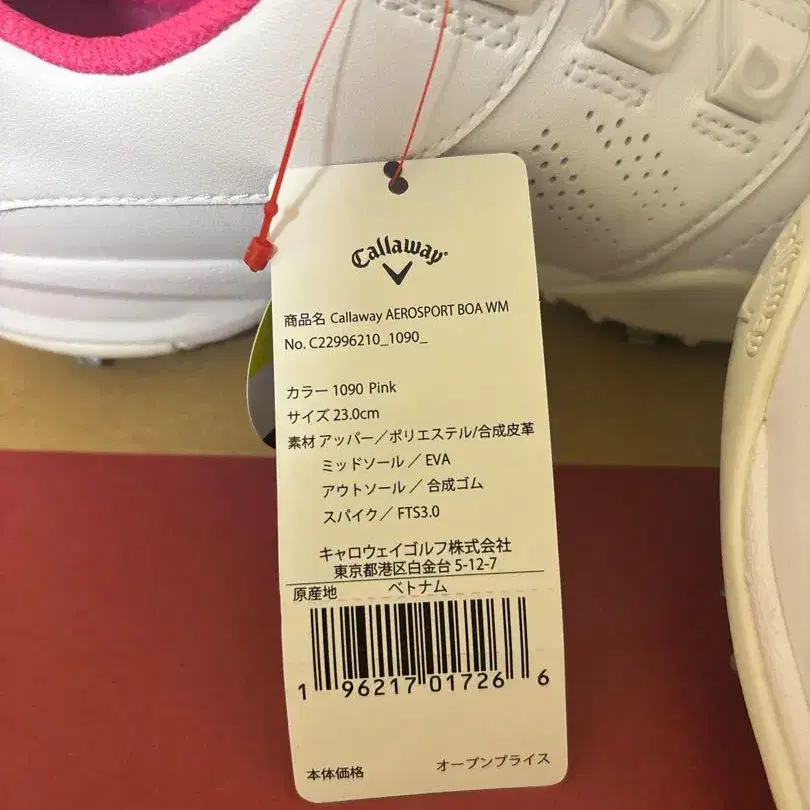 Callaway
商品名 Callaway AEROSPORT BOA WM
No. C22996210_1090_
カラー 1090 Pink
サイズ 23.0cm
素材 アッパー／ポリエステル/合成皮革
ミッドソール ／ EVA
アウトソール ／ 合成ゴム
スパイク／ FTS3.0
キャロウェイゴルフ株式会社
東京都港区白金台 5-12-7
原産地 ベトナム
1 96217 01726 6
本体価格 オープンプライス